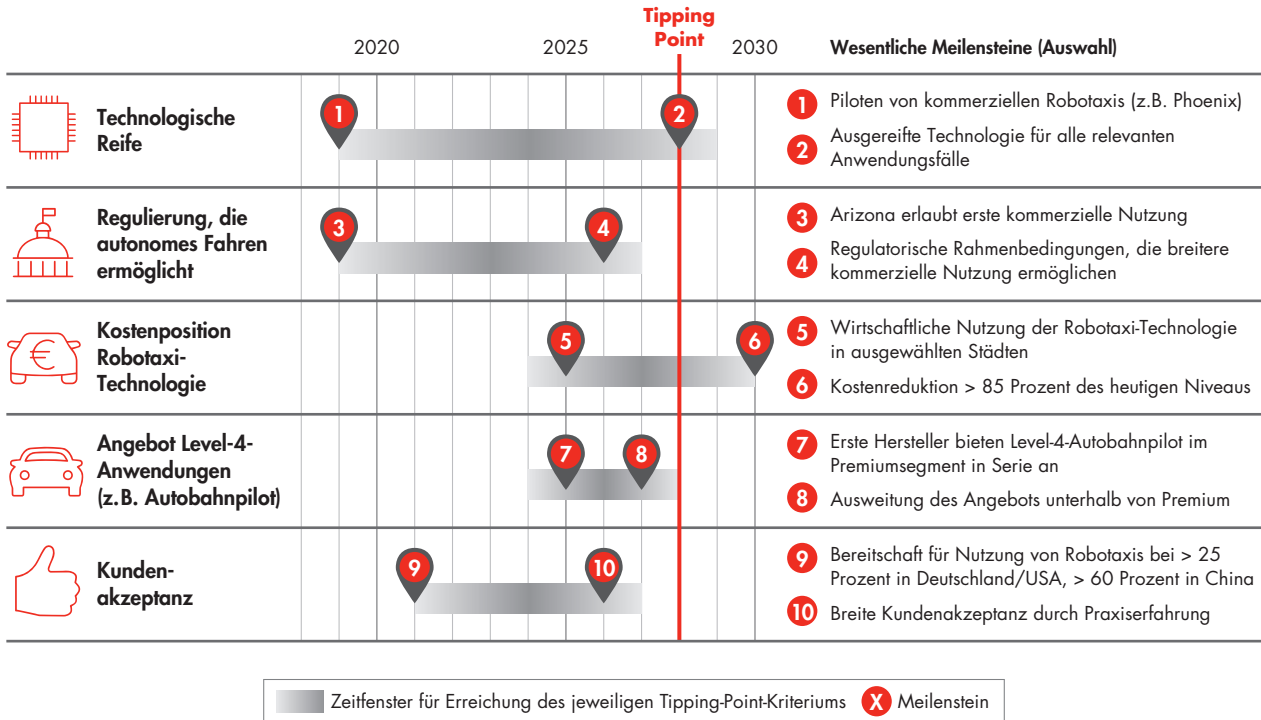 Tipping
Point
2020
2025
2030
Wesentliche Meilensteine (Auswahl)
Technologische
Reife
1
2
1 Piloten von kommerziellen Robotaxis (z.B. Phoenix)
2 Ausgereifte Technologie für alle relevanten
Anwendungsfälle
Regulierung, die
autonomes Fahren
ermöglicht
3
4
3 Arizona erlaubt erste kommerzielle Nutzung
4 Regulatorische Rahmenbedingungen, die breitere
kommerzielle Nutzung ermöglichen
€
Kostenposition
Robotaxi-
Technologie
5
6
5 Wirtschaftliche Nutzung der Robotaxi-Technologie
in ausgewählten Städten
6 Kostenreduktion > 85 Prozent des heutigen Niveaus
Angebot Level-4-
Anwendungen
(z.B. Autobahnpilot)
7
8
7 Erste Hersteller bieten Level-4-Autobahnpilot im
Premiumsegment in Serie an
8 Ausweitung des Angebots unterhalb von Premium
Kunden-
akzeptanz
9
10
9 Bereitschaft für Nutzung von Robotaxis bei > 25
Prozent in Deutschland/USA, > 60 Prozent in China
10 Breite Kundenakzeptanz durch Praxiserfahrung
Zeitfenster für Erreichung des jeweiligen Tipping-Point-Kriteriums
X Meilenstein